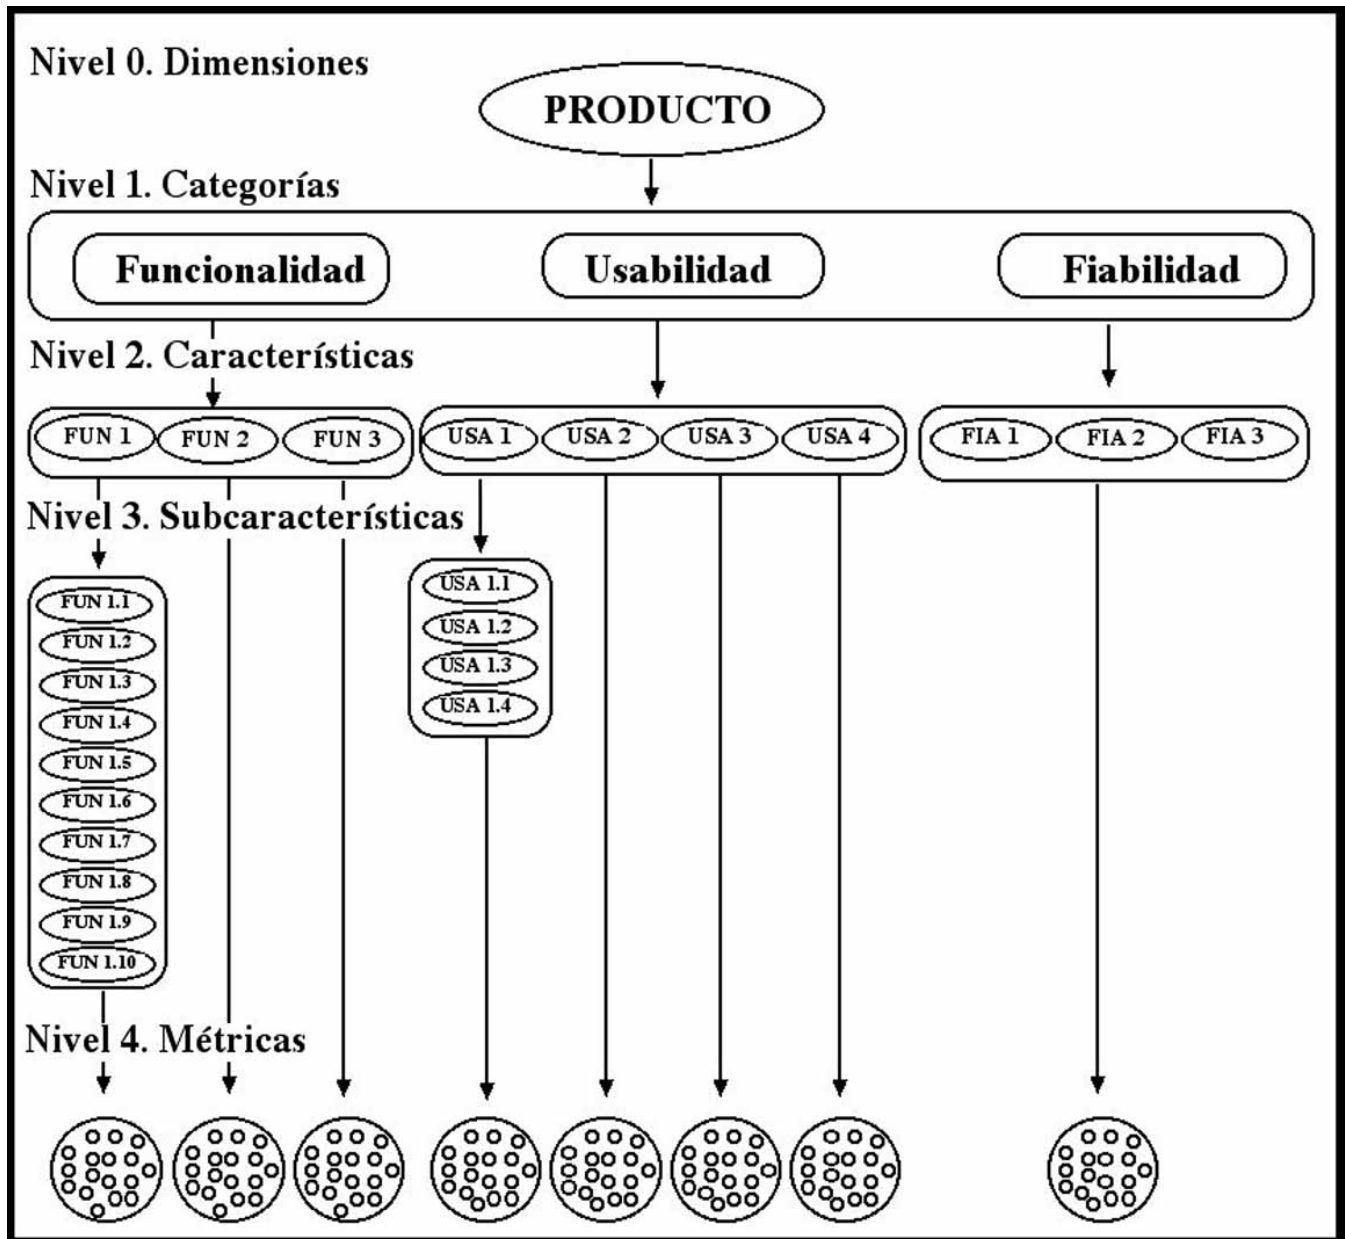 Nivel 0. Dimensiones
PRODUCTO
Nivel 1. Categorías
Funcionalidad Usabilidad Fiabilidad
Nivel 2. Características
FUN 1 FUN 2 FUN 3 USA 1 USA 2 USA 3 USA 4 FIA 1 FIA 2 FIA 3
Nivel 3. Subcaracterísticas
FUN 1.1
FUN 1.2
FUN 1.3
FUN 1.4
FUN 1.5
FUN 1.6
FUN 1.7
FUN 1.8
FUN 1.9
FUN 1.10
USA 1.1
USA 1.2
USA 1.3
USA 1.4
Nivel 4. Métricas